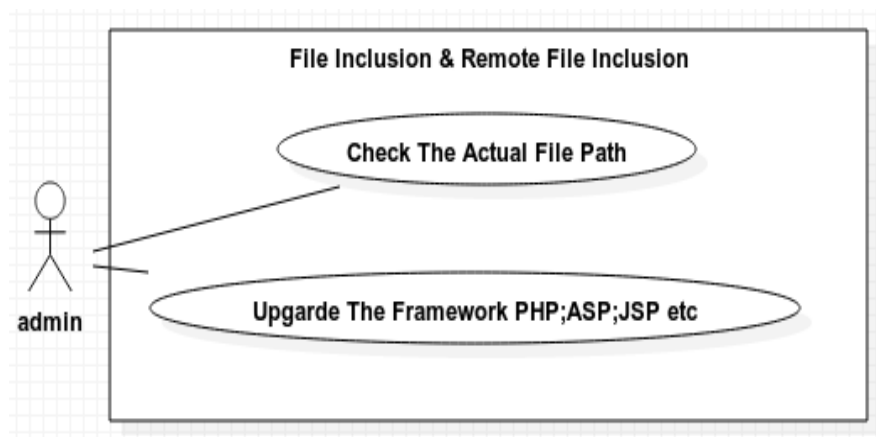 File Inclusion & Remote File Inclusion
Check The Actual File Path
Upgarde The Framework PHP;ASP;JSP etc
admin